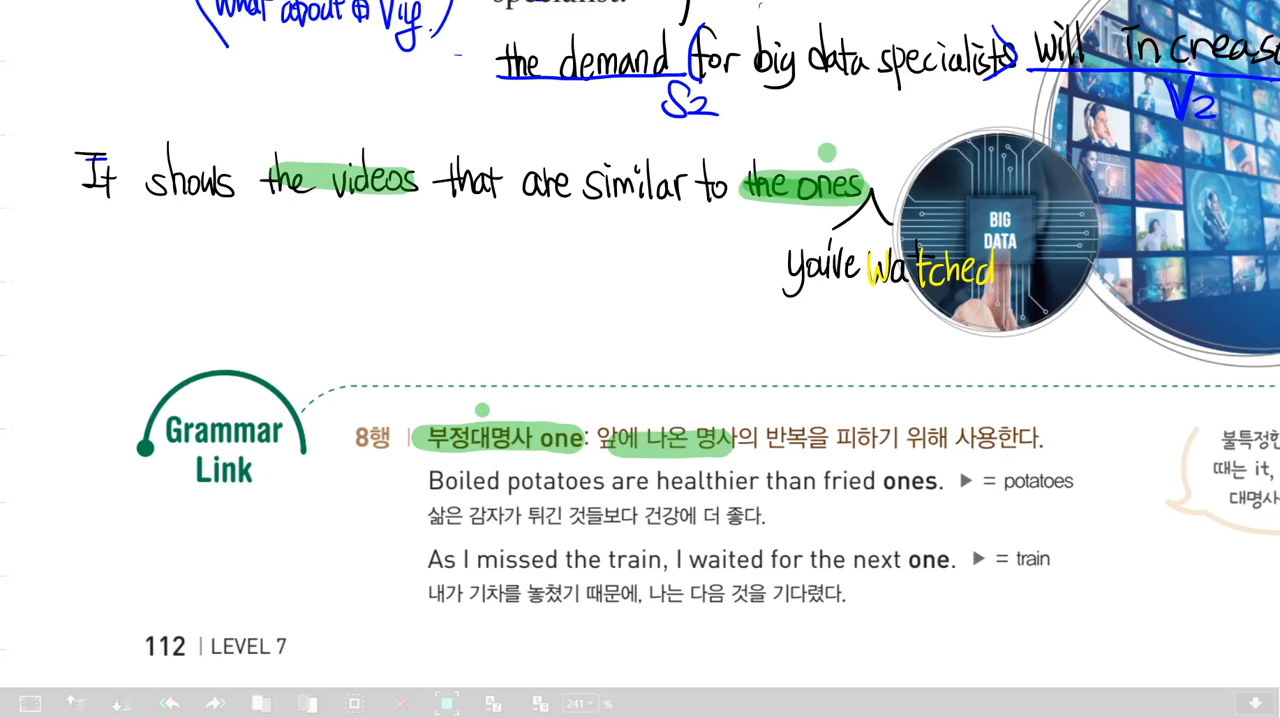 (What about + Ving.)
specialist.
the demand (for big data specialists) will increase
S2
V2
It shows the videos that are similar to the ones
you've watched
BIG
DATA
Grammar
Link
8행 | 부정대명사 one: 앞에 나온 명사의 반복을 피하기 위해 사용한다.
Boiled potatoes are healthier than fried ones. ▶ = potatoes
삶은 감자가 튀긴 것들보다 건강에 더 좋다.
As I missed the train, I waited for the next one. ▶ = train
내가 기차를 놓쳤기 때문에, 나는 다음 것을 기다렸다.
불특정한
때는 it,
대명사
112 | LEVEL 7
241 %